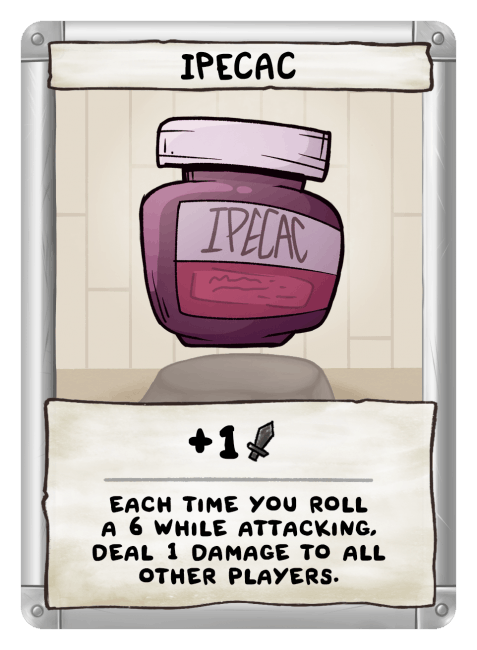 IPECAC
IPECAC
+1
EACH TIME YOU ROLL
A 6 WHILE ATTACKING,
DEAL 1 DAMAGE TO ALL
OTHER PLAYERS.